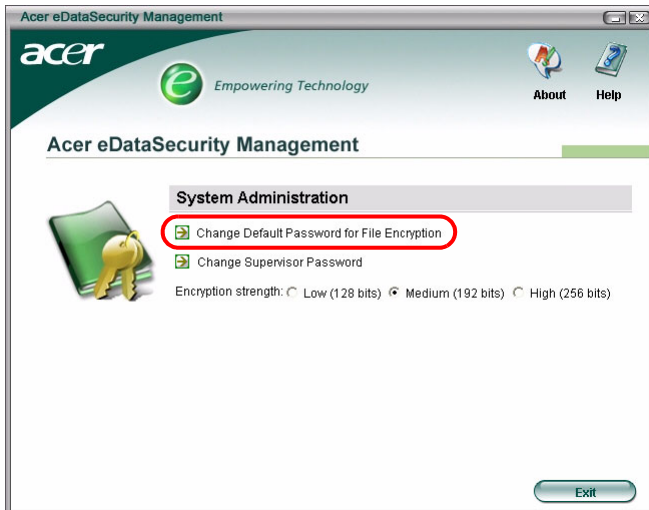 Acer eDataSecurity Management
acer
e Empowering Technology
About Help
Acer eDataSecurity Management
System Administration
Change Default Password for File Encryption
Change Supervisor Password
Encryption strength: Low (128 bits) Medium (192 bits) High (256 bits)
Exit